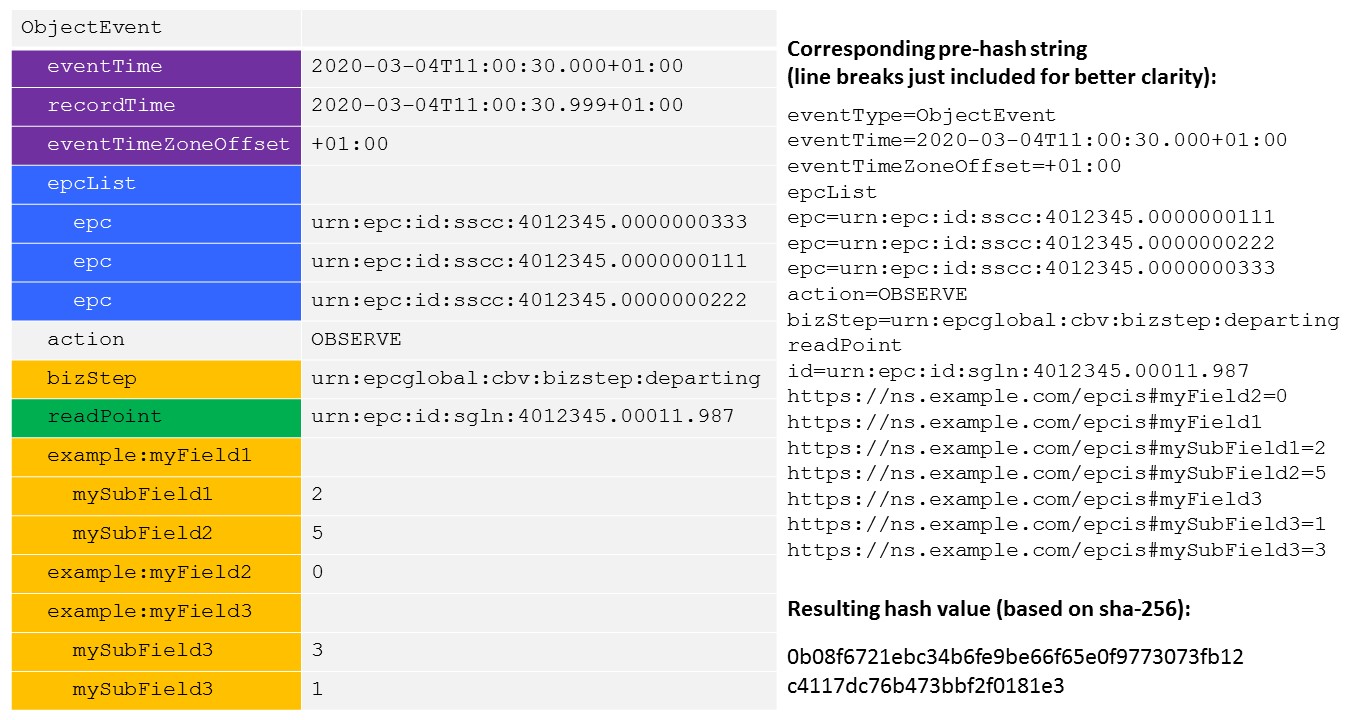 ObjectEvent
eventTime 2020-03-04T11:00:30.000+01:00
recordTime 2020-03-04T11:00:30.999+01:00
eventTimeZoneOffset +01:00
epcList
epc urn:epc:id:sscc:4012345.0000000333
epc urn:epc:id:sscc:4012345.0000000111
epc urn:epc:id:sscc:4012345.0000000222
action OBSERVE
bizStep urn:epcglobal:cbv:bizstep:departing
readPoint urn:epc:id:sgln:4012345.00011.987
example:myField1
mySubField1 2
mySubField2 5
example:myField2 0
example:myField3
mySubField3 3
mySubField3 1
Corresponding pre-hash string
(line breaks just included for better clarity):
eventType=ObjectEvent
eventTime=2020-03-04T11:00:30.000+01:00
eventTimeZoneOffset=+01:00
epcList
epc=urn:epc:id:sscc:4012345.0000000111
epc=urn:epc:id:sscc:4012345.0000000222
epc=urn:epc:id:sscc:4012345.0000000333
action=OBSERVE
bizStep=urn:epcglobal:cbv:bizstep:departing
readPoint
id=urn:epc:id:sgln:4012345.00011.987
https://ns.example.com/epcis#myField2=0
https://ns.example.com/epcis#myField1
https://ns.example.com/epcis#mySubField1=2
https://ns.example.com/epcis#mySubField2=5
https://ns.example.com/epcis#myField3
https://ns.example.com/epcis#mySubField3=1
https://ns.example.com/epcis#mySubField3=3
Resulting hash value (based on sha-256):
0b08f6721ebc34b6fe9be66f65e0f9773073fb12
c4117dc76b473bbf2f0181e3